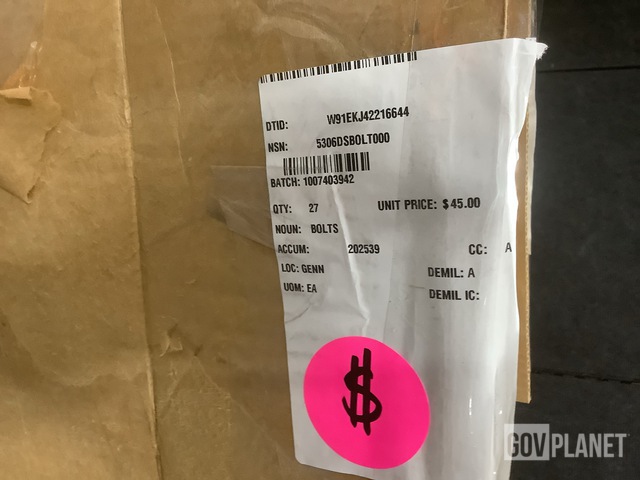 DTID: W91EKJ42216644
NSN: 5306DSBOLT000
BATCH: 1007403942
QTY: 27 UNIT PRICE: $45.00
NOUN: BOLTS
ACCUM: 202539 CC: A
LOC: GENN DEMIL: A
UOM: EA DEMIL IC:
$
GOVPLANET